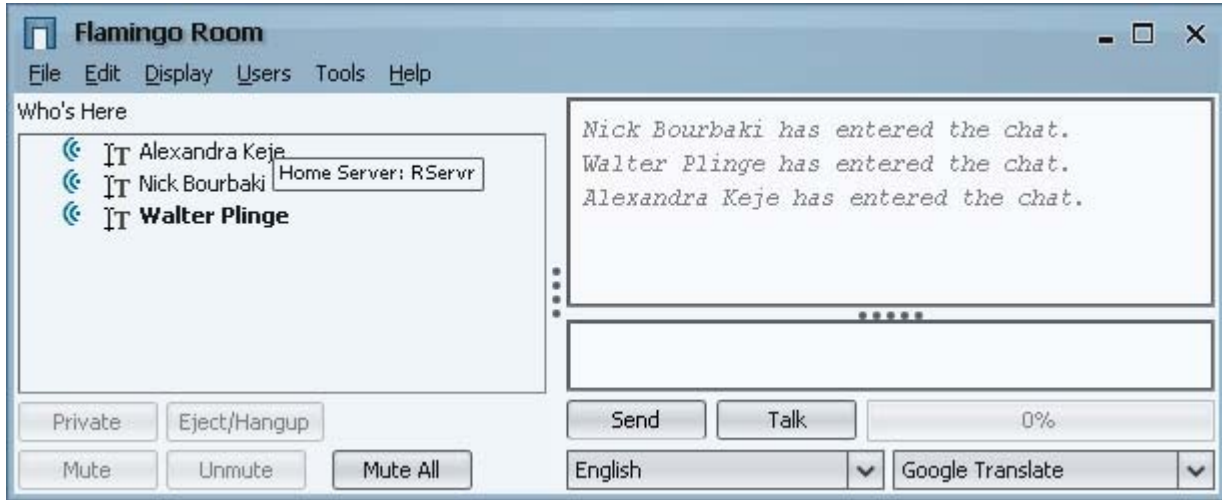 Flamingo Room
File Edit Display Users Tools Help
Who's Here
Alexandra Keje
Home Server: RServr
Nick Bourbaki
Walter Plinge
Nick Bourbaki has entered the chat.
Walter Plinge has entered the chat.
Alexandra Keje has entered the chat.
Private Eject/Hangup
Mute Unmute Mute All
Send Talk 0%
English Google Translate